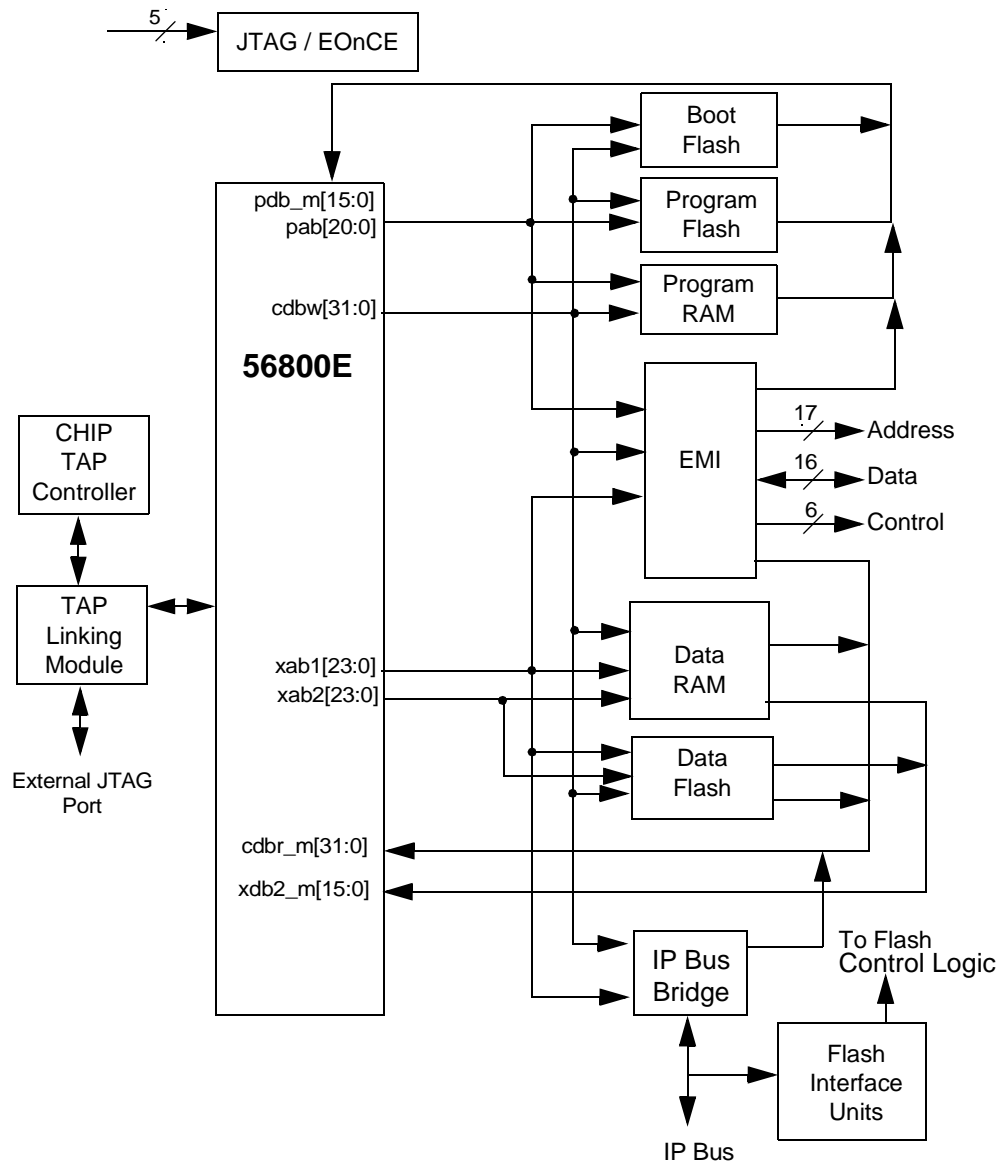 5
JTAG / EOnCE
Boot
Flash
pdb_m[15:0]
pab[20:0]
Program
Flash
cdbw[31:0]
Program
RAM
56800E
CHIP
TAP
Controller
EMI
17
Address
16
Data
6
Control
TAP
Linking
Module
xab1[23:0]
xab2[23:0]
Data
RAM
Data
Flash
External JTAG
Port
cdbr_m[31:0]
xdb2_m[15:0]
IP Bus
Bridge
To Flash
Control Logic
Flash
Interface
Units
IP Bus